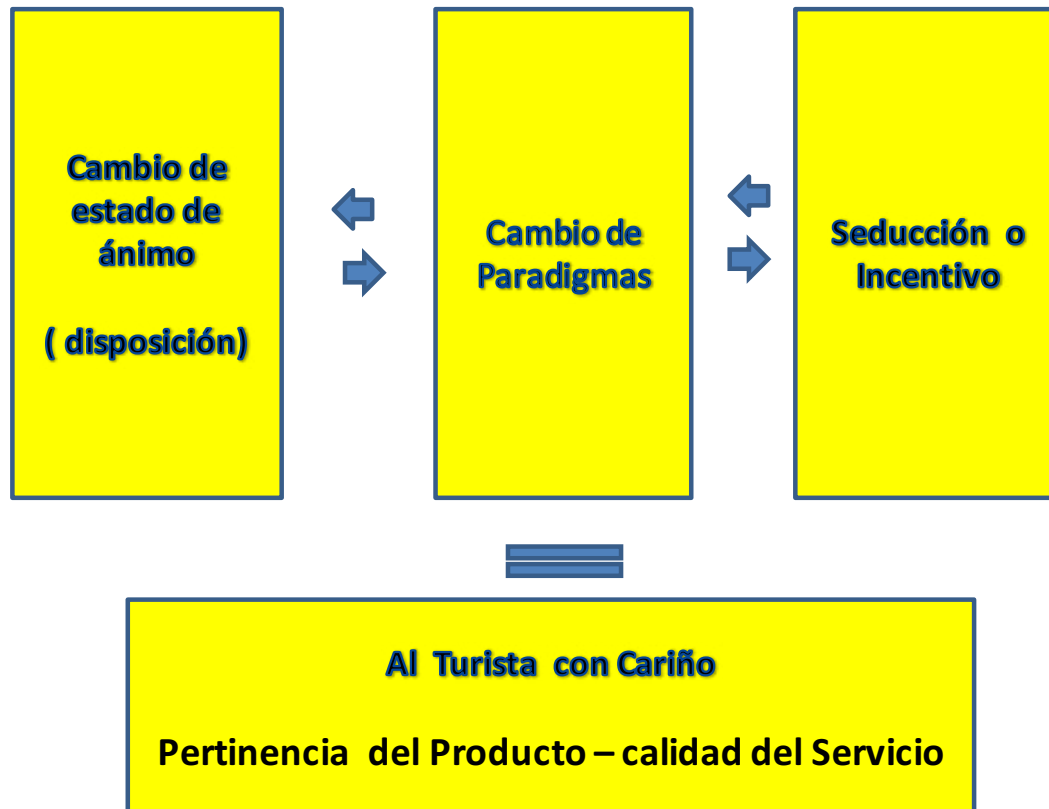 Cambio de
estado de
ánimo
( disposición)
Cambio de
Paradigmas
Seducción o
Incentivo
Al Turista con Cariño
Pertinencia del Producto – calidad del Servicio